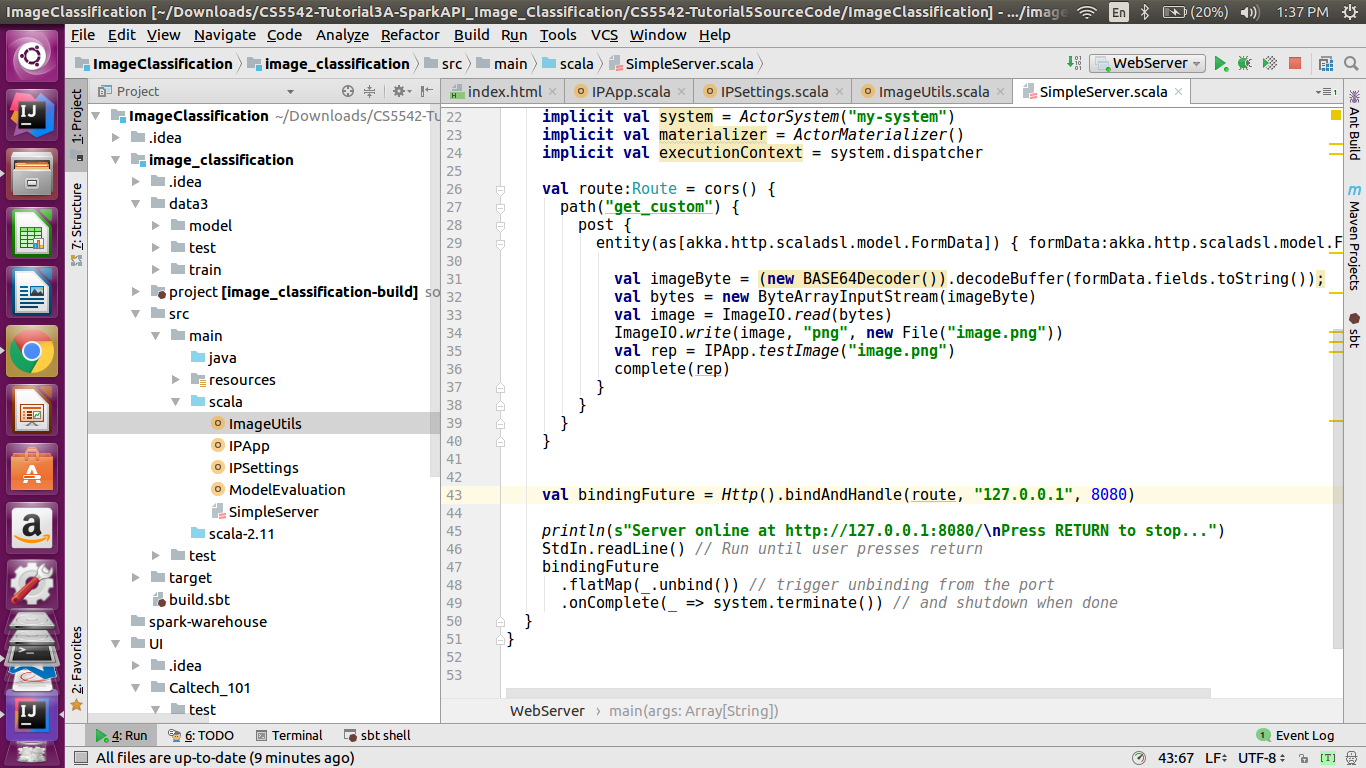 ImageClassification [~/Downloads/CS5542-Tutorial3A-SparkAPI_Image_Classification/CS5542-Tutorial5SourceCode/ImageClassification] - .../imag
En (20%) 1:37 PM
File Edit View Navigate Code Analyze Refactor Build Run Tools VCS Window Help
ImageClassification image_classification src main scala SimpleServer.scala WebServer
1: Project
7: Structure
2: Favorites
Project
ImageClassification ~/Downloads/CS5542-Tu
.idea
image_classification
.idea
data3
model
test
train
project [image_classification-build] so
src
main
java
resources
scala
ImageUtils
IPApp
IPSettings
ModelEvaluation
SimpleServer
scala-2.11
test
target
build.sbt
spark-warehouse
UI
.idea
Caltech_101
test
index.html IPApp.scala IPSettings.scala ImageUtils.scala SimpleServer.scala
22 implicit val system = ActorSystem("my-system")
23 implicit val materializer = ActorMaterializer()
24 implicit val executionContext = system.dispatcher
25
26 val route:Route = cors() {
27 path("get_custom") {
28 post {
29 entity(as[akka.http.scaladsl.model.FormData]) { formData:akka.http.scaladsl.model.F
30
31 val imageByte = (new BASE64Decoder()).decodeBuffer(formData.fields.toString());
32 val bytes = new ByteArrayInputStream(imageByte)
33 val image = ImageIO.read(bytes)
34 ImageIO.write(image, "png", new File("image.png"))
35 val rep = IPApp.testImage("image.png")
36 complete(rep)
37 }
38 }
39 }
40 }
41
42
43 val bindingFuture = Http().bindAndHandle(route, "127.0.0.1", 8080)
44
45 println(s"Server online at http://127.0.0.1:8080/\nPress RETURN to stop...")
46 StdIn.readLine() // Run until user presses return
47 bindingFuture
48 .flatMap(_.unbind()) // trigger unbinding from the port
49 .onComplete(_ => system.terminate()) // and shutdown when done
50 }
51 }
52
53
WebServer › main(args: Array[String])
Ant Build
m Maven Projects
sbt
4: Run 6: TODO Terminal sbt shell 1 Event Log
All files are up-to-date (9 minutes ago) 43:67 LF UTF-8 [T]